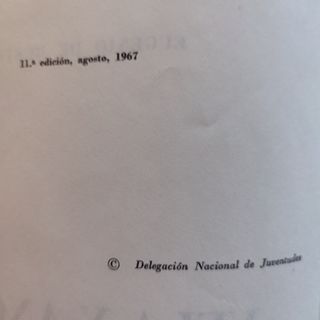 11.ª edición, agosto, 1967
© Delegación Nacional de Juventudes